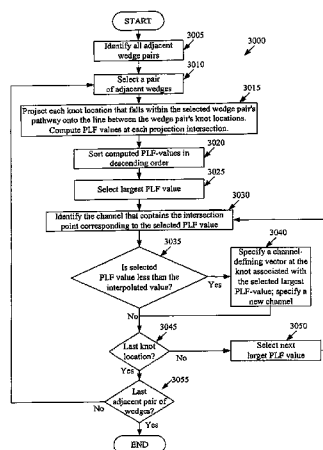 START
3005
Identify all adjacent
wedge pairs
3000
3010
Select a pair
of adjacent wedges
3015
Project each knot location that falls within the selected wedge pair's
pathway onto the line between the wedge pair's knot locations.
Compute PLF values at each projection intersection.
3020
Sort computed PLF-values in
descending order
3025
Select largest PLF value
3030
Identify the channel that contains the intersection
point corresponding to the selected PLF value
3035
Is selected
PLF value less than the
interpolated value?
Yes
3040
Specify a channel-
defining vector at the
knot associated with
the selected largest
PLF-value; specify a
new channel
No
3045
Last knot
location?
No
3050
Select next
larget PLF value
Yes
3055
Last
adjacent pair of
wedges?
No
Yes
END